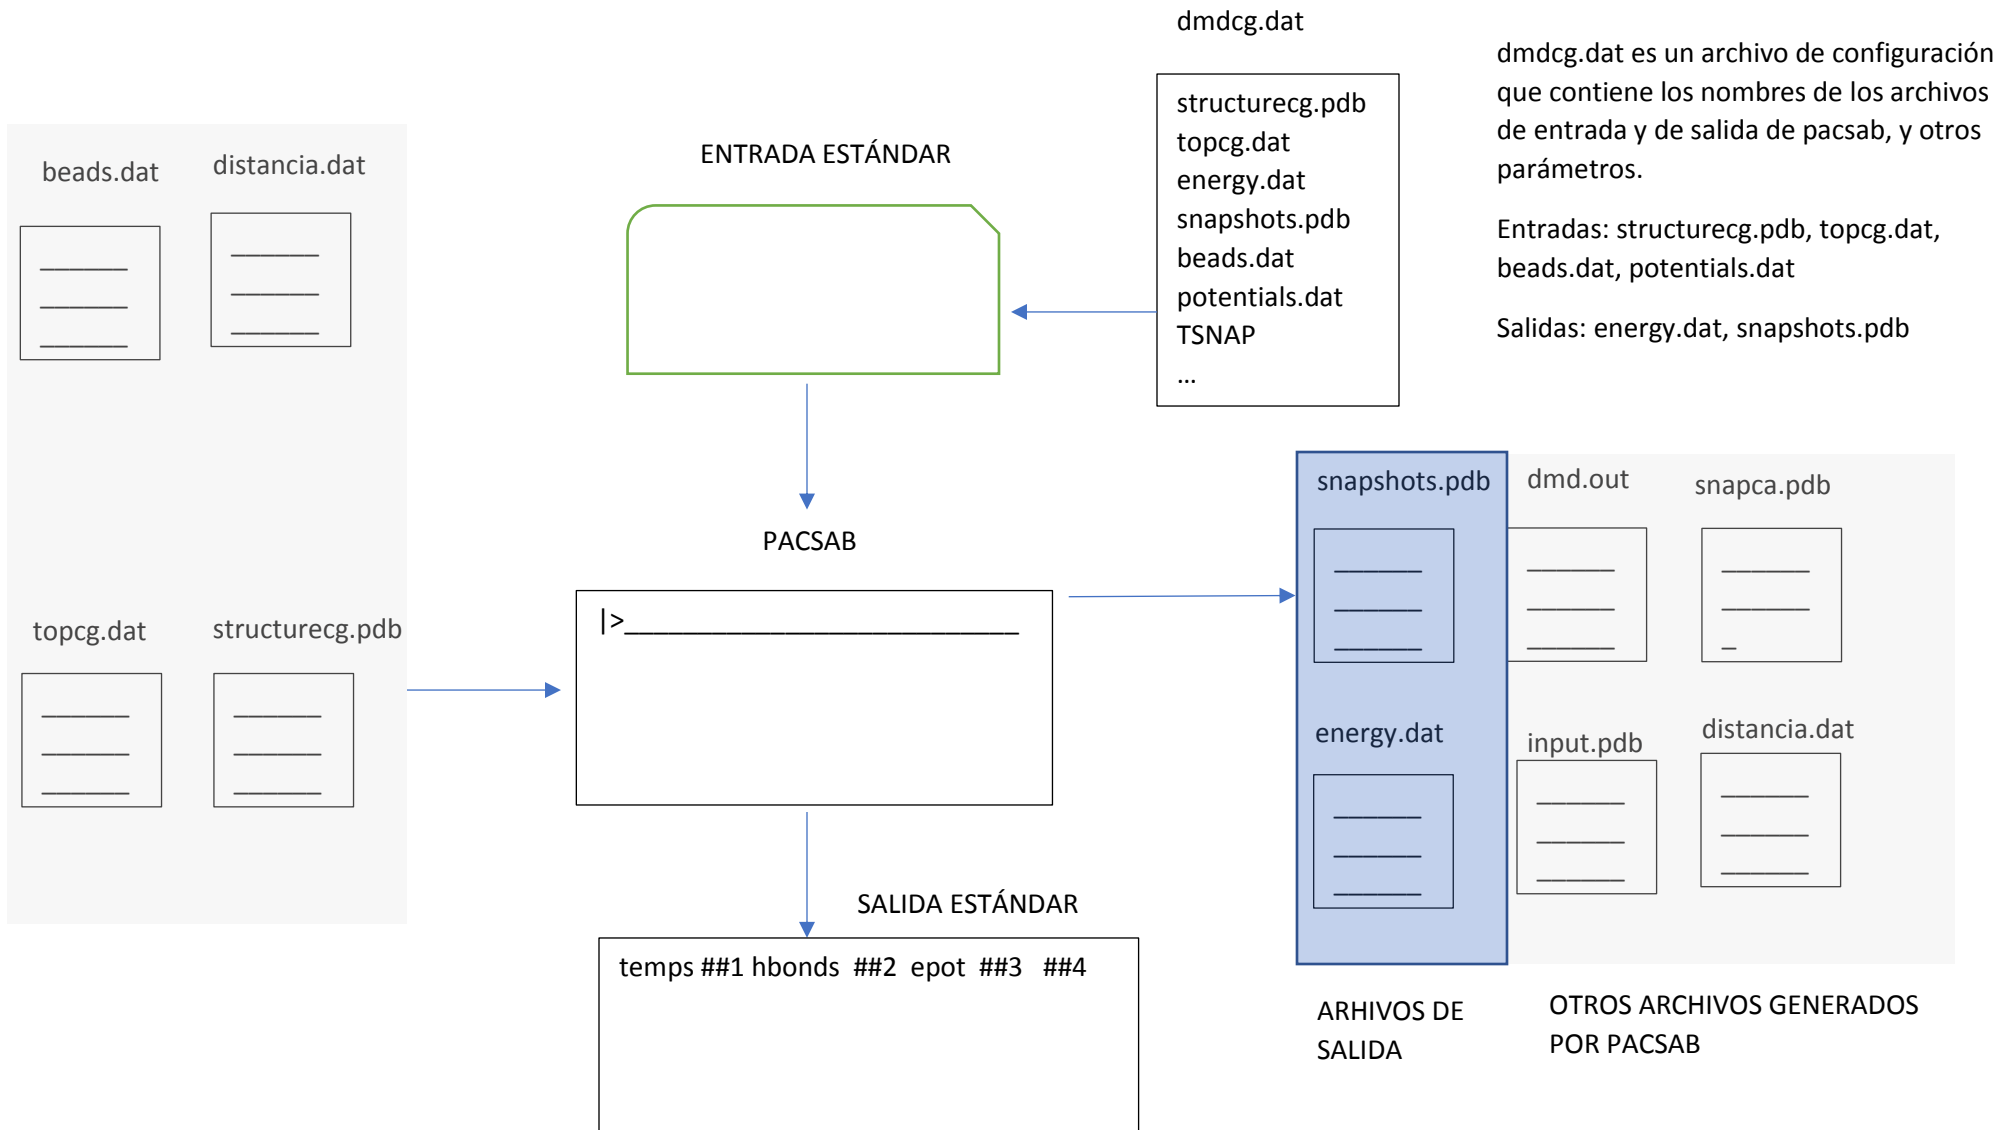 dmdcg.dat
structurecg.pdb
topcg.dat
energy.dat
snapshots.pdb
beads.dat
potentials.dat
TSNAP
...
dmdcg.dat es un archivo de configuración
que contiene los nombres de los archivos
de entrada y de salida de pacsab, y otros
parámetros.
Entradas: structurecg.pdb, topcg.dat,
beads.dat, potentials.dat
Salidas: energy.dat, snapshots.pdb
beads.dat
distancia.dat
topcg.dat
structurecg.pdb
ENTRADA ESTÁNDAR
PACSAB
|>___________________________
SALIDA ESTÁNDAR
temps ##1 hbonds ##2 epot ##3 ##4
snapshots.pdb
dmd.out
snapca.pdb
energy.dat
input.pdb
distancia.dat
ARHIVOS DE
SALIDA
OTROS ARCHIVOS GENERADOS
POR PACSAB